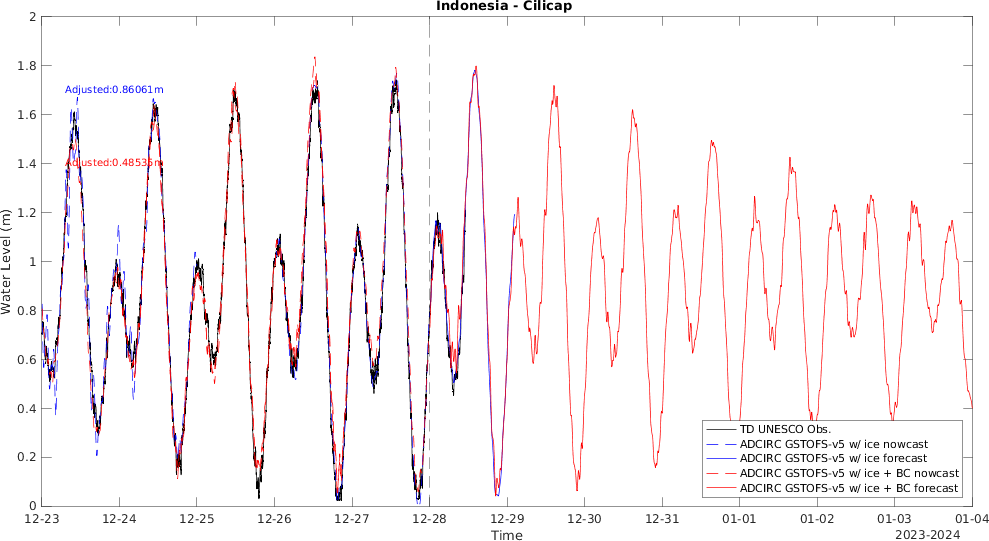 Indonesia - Cilicap
2
1.8
1.6
1.4
1.2
1
0.8
0.6
0.4
0.2
0
Water Level (m)
Adjusted:0.86061m
Adjusted:0.48535m
TD UNESCO Obs.
ADCIRC GSTOFS-v5 w/ ice nowcast
ADCIRC GSTOFS-v5 w/ ice forecast
ADCIRC GSTOFS-v5 w/ ice + BC nowcast
ADCIRC GSTOFS-v5 w/ ice + BC forecast
12-23 12-24 12-25 12-26 12-27 12-28 12-29 12-30 12-31 01-01 01-02 01-03 01-04
Time
2023-2024